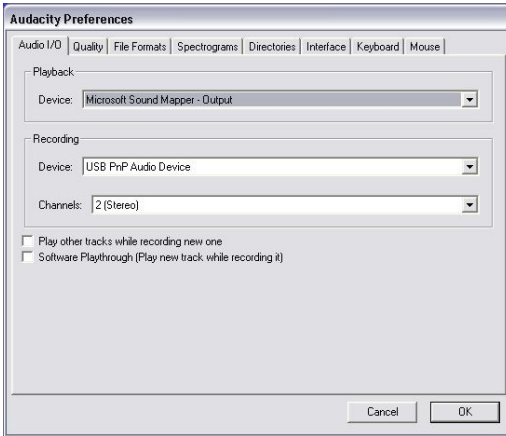 Audacity Preferences
Audio I/O Quality File Formats Spectrograms Directories Interface Keyboard Mouse
Playback
Device: Microsoft Sound Mapper - Output
Recording
Device: USB PnP Audio Device
Channels: 2 (Stereo)
Play other tracks while recording new one
Software Playthrough (Play new track while recording it)
Cancel OK